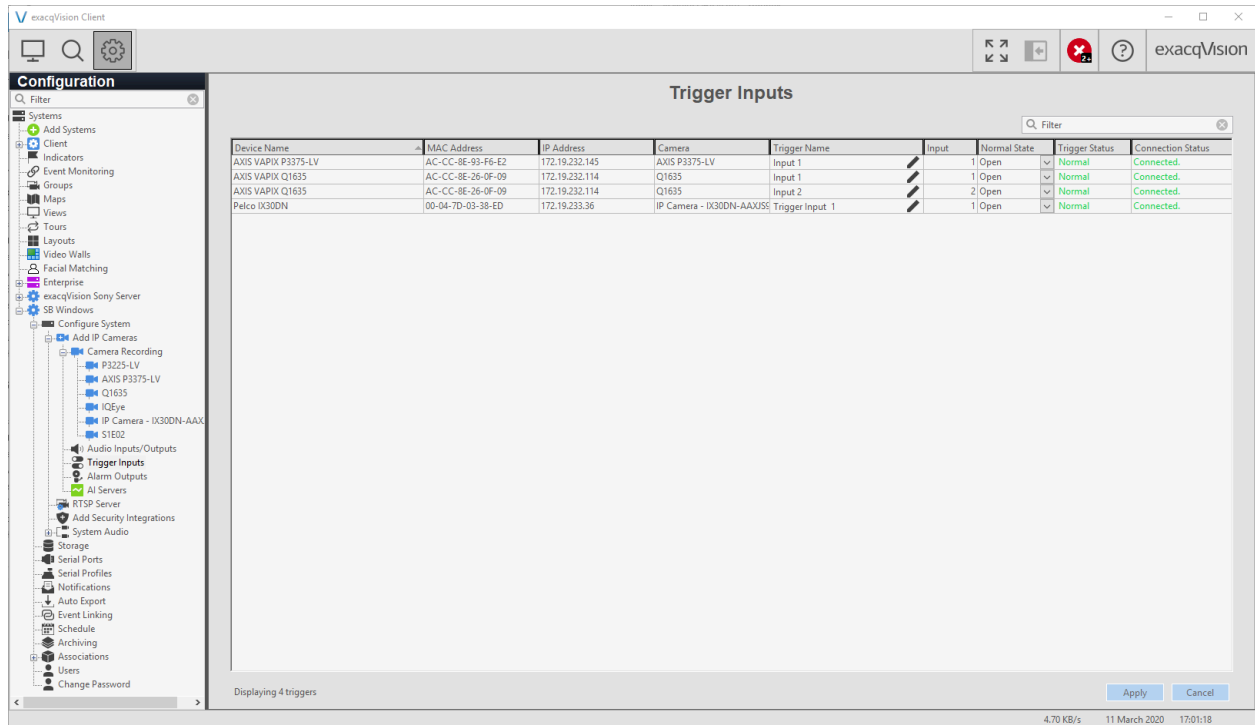 exacqVision Client
2+
exacqVision
Configuration
Filter
Systems
Add Systems
Client
Indicators
Event Monitoring
Groups
Maps
Views
Tours
Layouts
Video Walls
Facial Matching
Enterprise
exacqVision Sony Server
SB Windows
Configure System
Add IP Cameras
Camera Recording
P3225-LV
AXIS P3375-LV
Q1635
IQEye
IP Camera - IX30DN-AAX
S1E02
Audio Inputs/Outputs
Trigger Inputs
Alarm Outputs
AI Servers
RTSP Server
Add Security Integrations
System Audio
Storage
Serial Ports
Serial Profiles
Notifications
Auto Export
Event Linking
Schedule
Archiving
Associations
Users
Change Password
Trigger Inputs
Filter
Device Name MAC Address IP Address Camera Trigger Name Input Normal State Trigger Status Connection Status
AXIS VAPIX P3375-LV AC-CC-8E-93-F6-E2 172.19.232.145 AXIS P3375-LV Input 1 1 Open Normal Connected.
AXIS VAPIX Q1635 AC-CC-8E-26-0F-09 172.19.232.114 Q1635 Input 1 1 Open Normal Connected.
AXIS VAPIX Q1635 AC-CC-8E-26-0F-09 172.19.232.114 Q1635 Input 2 2 Open Normal Connected.
Pelco IX30DN 00-04-7D-03-38-ED 172.19.233.36 IP Camera - IX30DN-AAXJS9 Trigger Input 1 1 Open Normal Connected.
Displaying 4 triggers
Apply Cancel
4.70 KB/s 11 March 2020 17:01:18